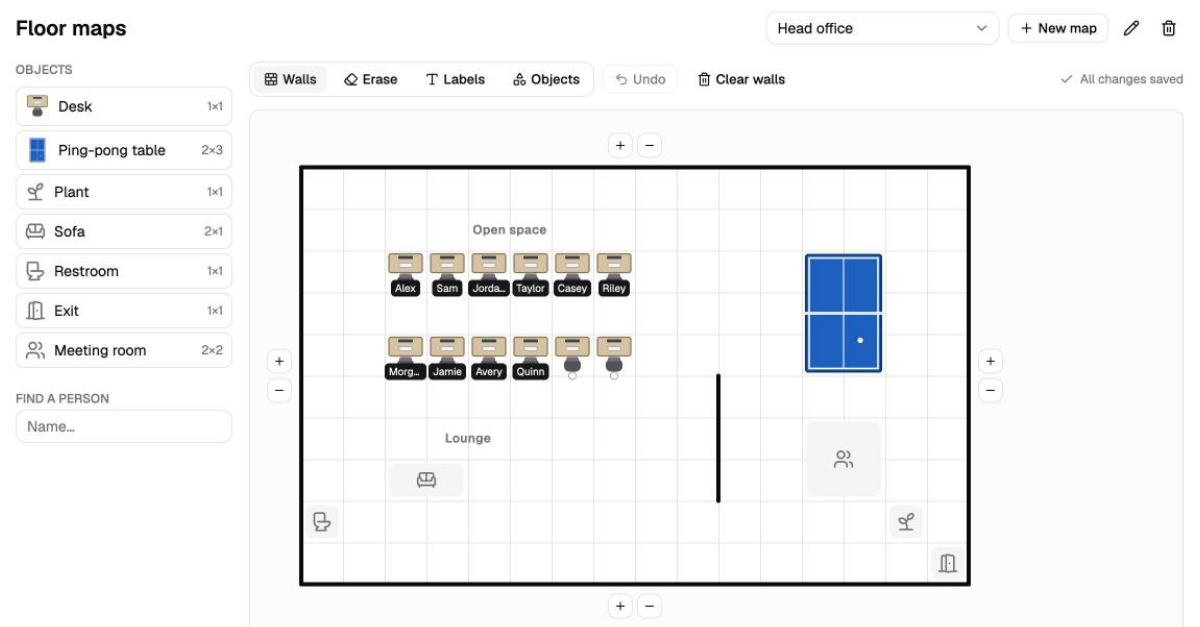 Floor maps
Head office
+ New map
OBJECTS
Desk 1×1
Ping-pong table 2×3
Plant 1×1
Sofa 2×1
Restroom 1×1
Exit 1×1
Meeting room 2×2
FIND A PERSON
Name...
Walls Erase Labels Objects Undo Clear walls
All changes saved
+ −
Open space
Alex Sam Jorda... Taylor Casey Riley
Morg... Jamie Avery Quinn
+ +
− −
Lounge
+ −